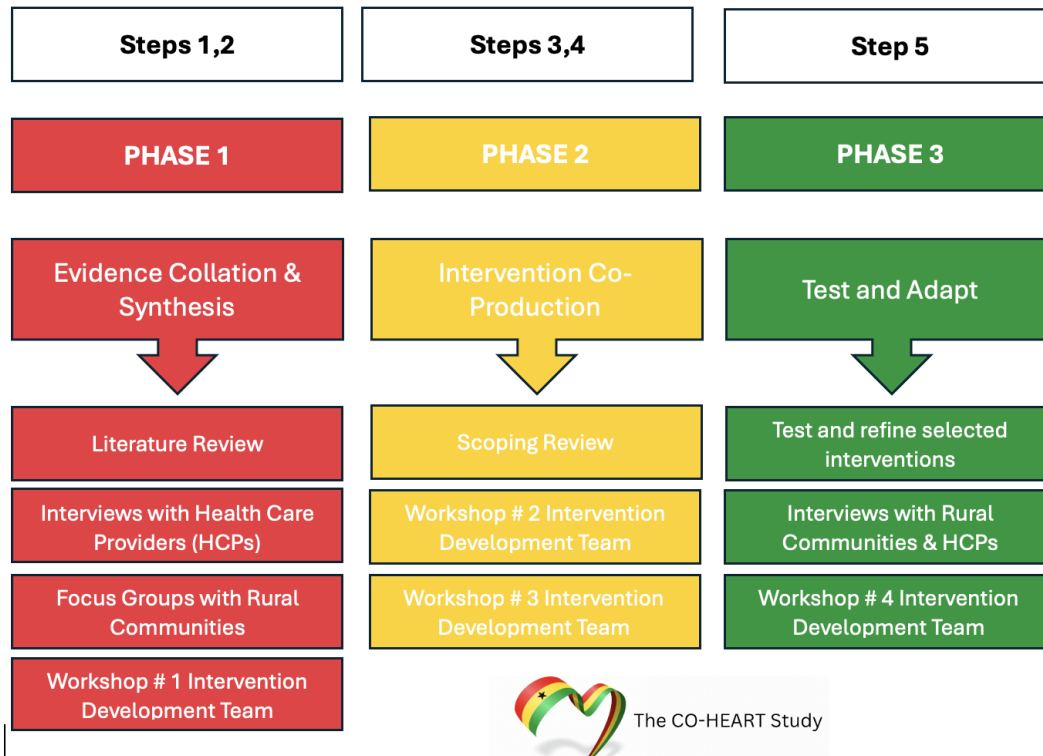 Steps 1,2
Steps 3,4
Step 5
PHASE 1
PHASE 2
PHASE 3
Evidence Collation &
Synthesis
Intervention Co-
Production
Test and Adapt
Literature Review
Interviews with Health Care
Providers (HCPs)
Focus Groups with Rural
Communities
Workshop # 1 Intervention
Development Team
Scoping Review
Workshop # 2 Intervention
Development Team
Workshop # 3 Intervention
Development Team
Test and refine selected
interventions
Interviews with Rural
Communities & HCPs
Workshop # 4 Intervention
Development Team
The CO-HEART Study